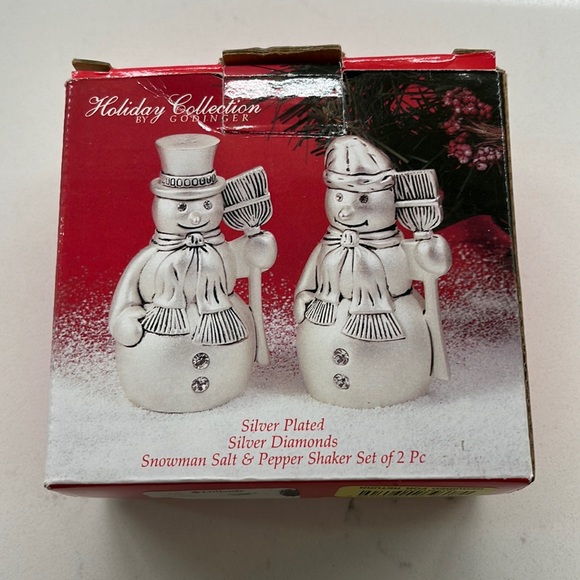 Holiday Collection
BY GODINGER
Silver Plated
Silver Diamonds
Snowman Salt & Pepper Shaker Set of 2 Pc